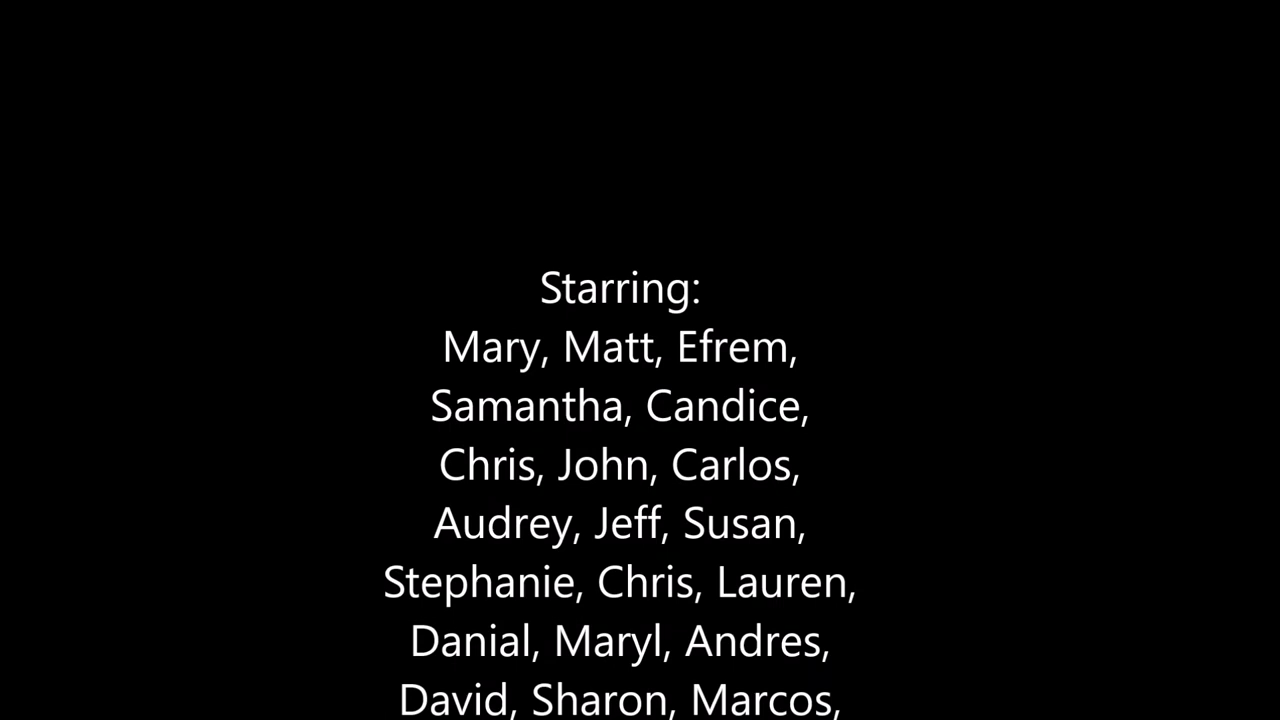 Starring:
Mary, Matt, Efrem,
Samantha, Candice,
Chris, John, Carlos,
Audrey, Jeff, Susan,
Stephanie, Chris, Lauren,
Danial, Maryl, Andres,
David, Sharon, Marcos,